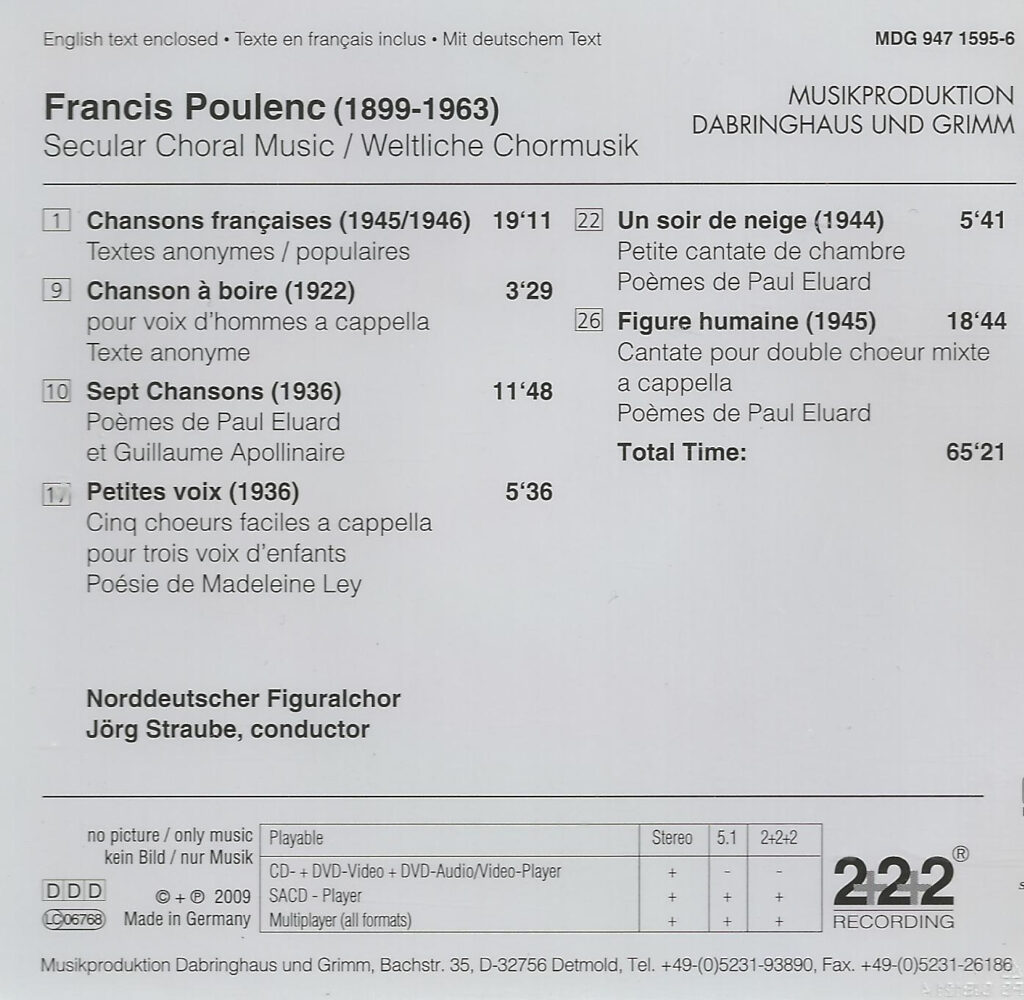 English text enclosed • Texte en français inclus • Mit deutschem Text
MDG 947 1595-6
Francis Poulenc (1899-1963)
Secular Choral Music / Weltliche Chormusik
MUSIKPRODUKTION
DABRINGHAUS UND GRIMM
1 Chansons françaises (1945/1946) 19‘11
Textes anonymes / populaires
9 Chanson à boire (1922) 3‘29
pour voix d’hommes a cappella
Texte anonyme
10 Sept Chansons (1936) 11‘48
Poèmes de Paul Eluard
et Guillaume Apollinaire
17 Petites voix (1936) 5‘36
Cinq choeurs faciles a cappella
pour trois voix d’enfants
Poésie de Madeleine Ley
22 Un soir de neige (1944) 5‘41
Petite cantate de chambre
Poèmes de Paul Eluard
26 Figure humaine (1945) 18‘44
Cantate pour double choeur mixte
a cappella
Poèmes de Paul Eluard
Total Time: 65‘21
Norddeutscher Figuralchor
Jörg Straube, conductor
no picture / only music
kein Bild / nur Musik
DDD
© + ℗ 2009
LC 06768
Made in Germany
Playable Stereo 5.1 2+2+2
CD- + DVD-Video + DVD-Audio/Video-Player + - -
SACD - Player + + +
Multiplayer (all formats) + + +
2+2+2®
RECORDING
Musikproduktion Dabringhaus und Grimm, Bachstr. 35, D-32756 Detmold, Tel. +49-(0)5231-93890, Fax. +49-(0)5231-26186